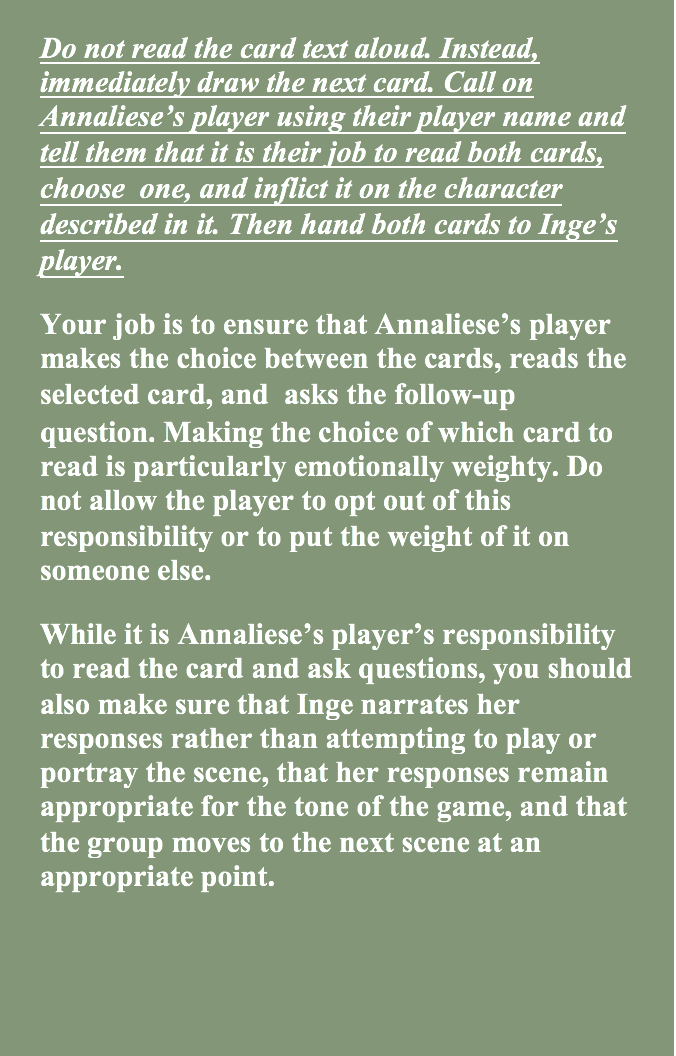 Do not read the card text aloud. Instead,
immediately draw the next card. Call on
Annaliese’s player using their player name and
tell them that it is their job to read both cards,
choose  one, and inflict it on the character
described in it. Then hand both cards to Inge’s
player.
Your job is to ensure that Annaliese’s player
makes the choice between the cards, reads the
selected card, and  asks the follow-up
question. Making the choice of which card to
read is particularly emotionally weighty. Do
not allow the player to opt out of this
responsibility or to put the weight of it on
someone else.
While it is Annaliese’s player’s responsibility
to read the card and ask questions, you should
also make sure that Inge narrates her
responses rather than attempting to play or
portray the scene, that her responses remain
appropriate for the tone of the game, and that
the group moves to the next scene at an
appropriate point.